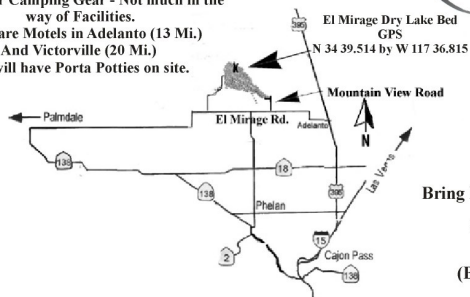 Camping Gear - Not much in the
way of Facilities.
are Motels in Adelanto (13 Mi.)
And Victorville (20 Mi.)
will have Porta Potties on site.
395
El Mirage Dry Lake Bed
GPS
N 34 39.514 by W 117 36.815
X
Mountain View Road
Palmdale
El Mirage Rd.
Adelanto
N
138
18
Las Vegas
138
395
Bring
Phelan
15
2
Cajon Pass
138
(E